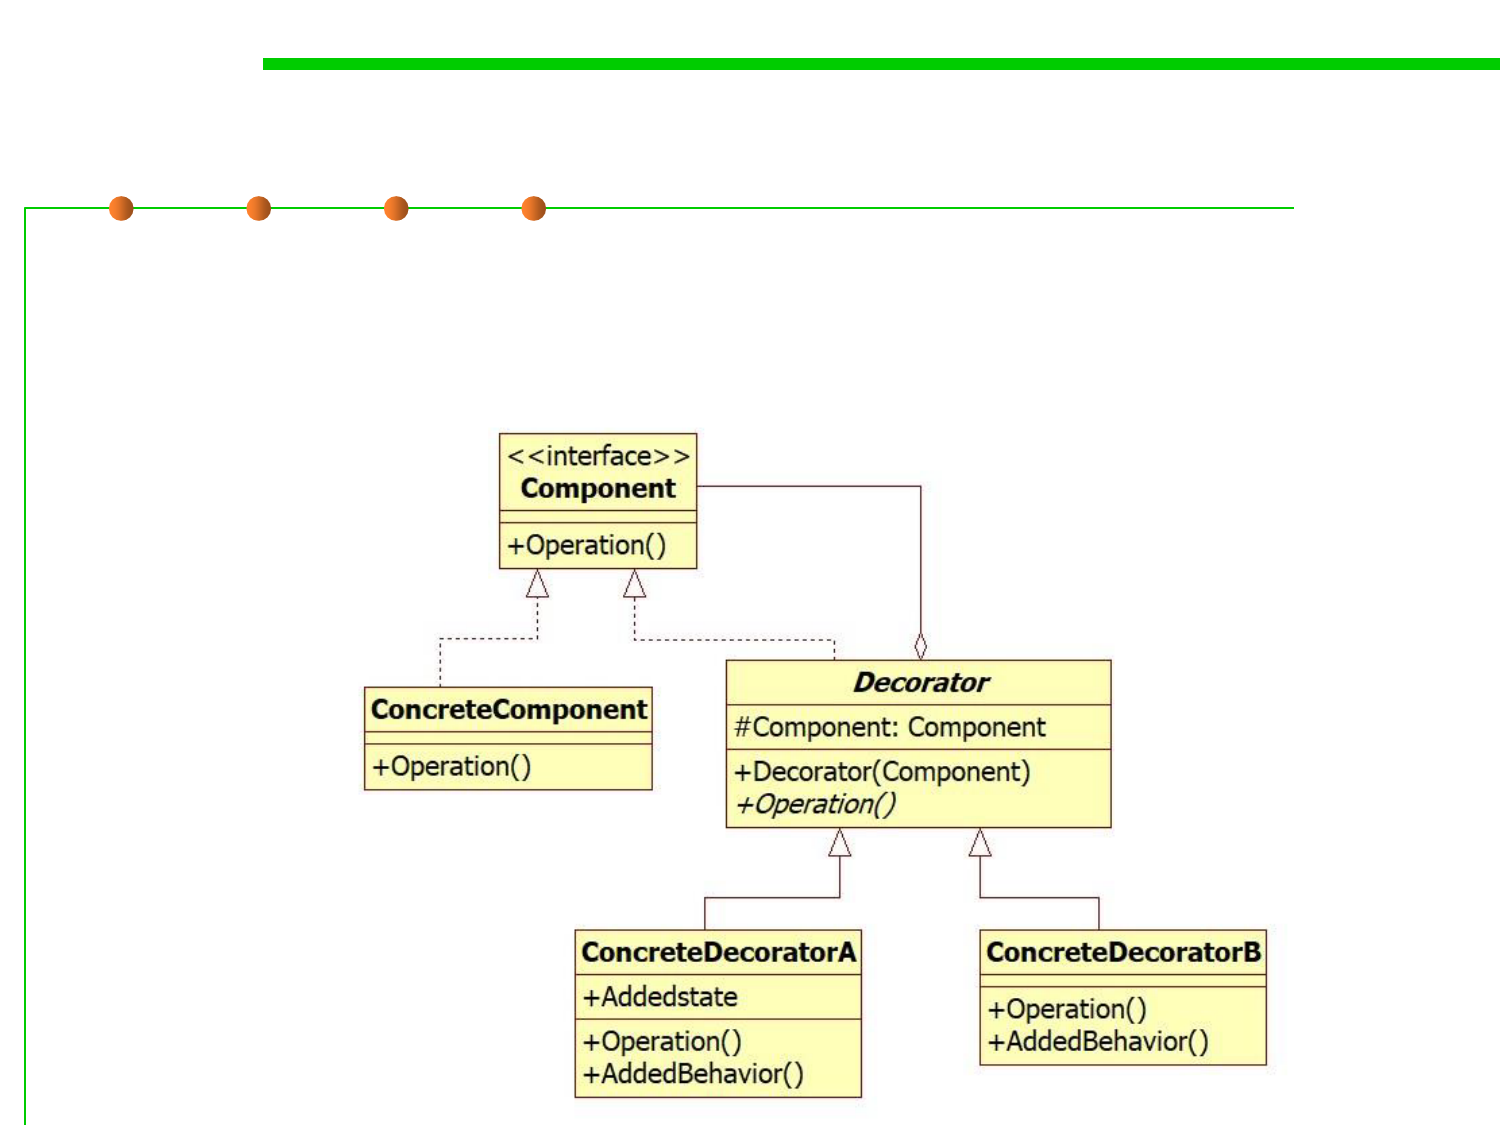 <<interface>>
Component
+Operation()
ConcreteComponent
+Operation()
Decorator
#Component: Component
+Decorator(Component)
+Operation()
ConcreteDecoratorA
+Addedstate
+Operation()
+AddedBehavior()
ConcreteDecoratorB
+Operation()
+AddedBehavior()